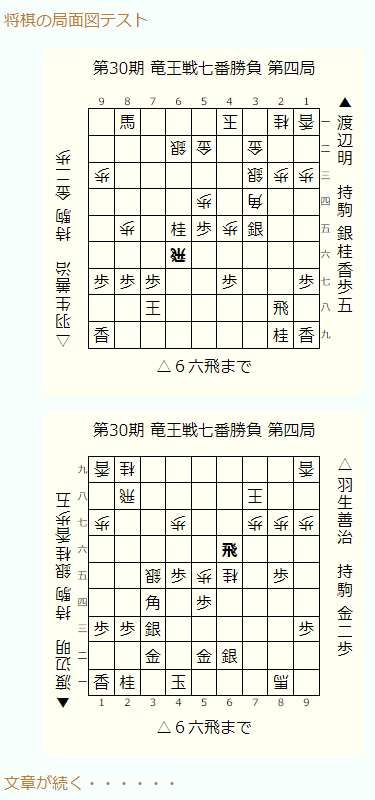 将棋の局面図テスト
第30期 竜王戦七番勝負 第四局
9 8 7 6 5 4 3 2 1
馬 玉 桂 香 一
銀 金 金 二
歩 銀 歩 歩 三
歩 角 四
歩 桂 歩 歩 銀 五
飛 六
歩 歩 歩 歩 歩 七
王 飛 八
香 桂 香 九
▲渡辺明 持駒 銀桂香歩五
△羽生善治 持駒 金二歩
△６六飛まで
第30期 竜王戦七番勝負 第四局
九 香 桂 香
八 飛 王
七 歩 歩 歩 歩 歩
六 飛
五 銀 歩 歩 桂 歩
四 角 歩
三 歩 歩 銀 歩
二 金 金 銀
一 香 桂 玉 馬
1 2 3 4 5 6 7 8 9
△羽生善治 持駒 金二歩
▲渡辺明 持駒 銀桂香歩五
△６六飛まで
文章が続く・・・・・・